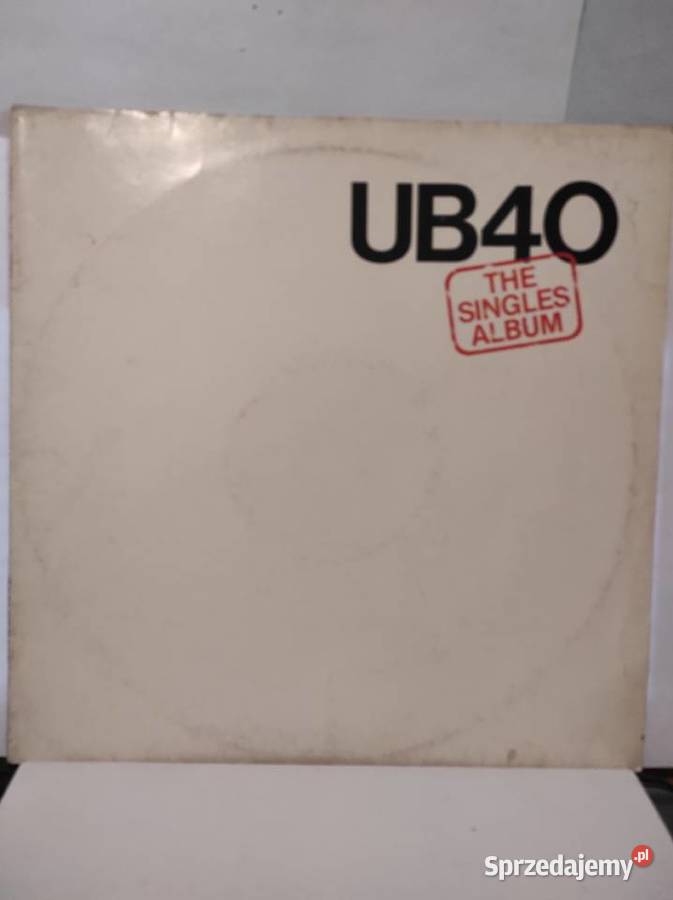 UB40
THE
SINGLES
ALBUM
Sprzedajemy.pl